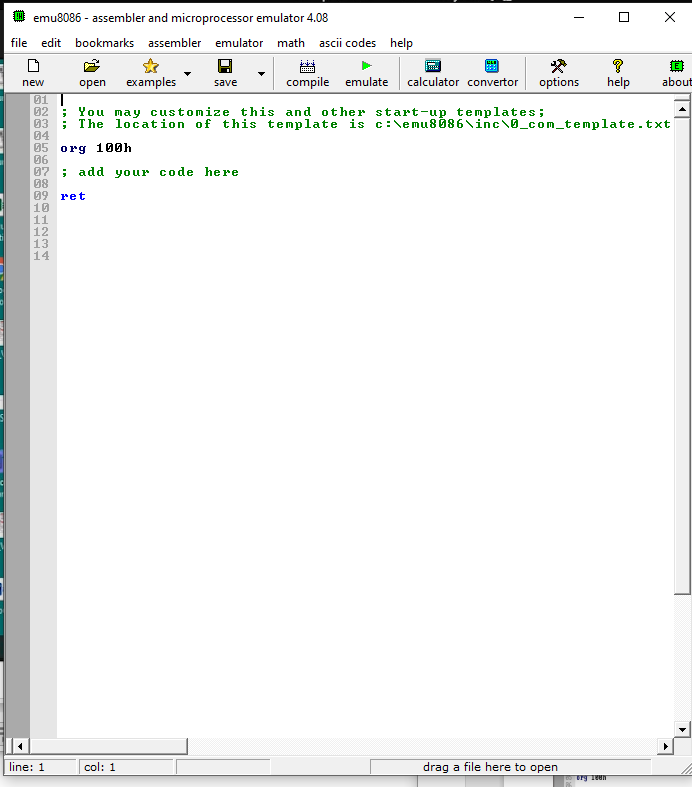 emu8086 - assembler and microprocessor emulator 4.08
file edit bookmarks assembler emulator math ascii codes help
new open examples save compile emulate calculator convertor options help about
01
02 ; You may customize this and other start-up templates;
03 ; The location of this template is c:\emu8086\inc\0_com_template.txt
04
05 org 100h
06
07 ; add your code here
08
09 ret
10
11
12
13
14
line: 1 col: 1 drag a file here to open
org 100h